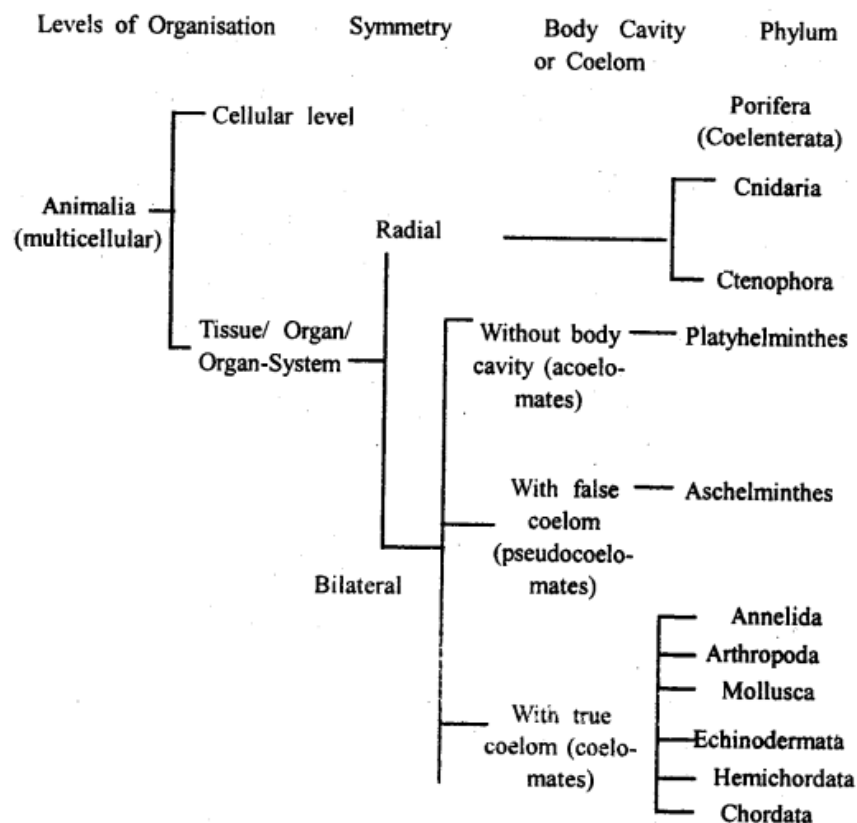 Levels of Organisation Symmetry Body Cavity Phylum
or Coelom
Porifera
(Coelenterata)
Cellular level
Cnidaria
Animalia
(multicellular)
Radial
Ctenophora
Tissue/ Organ/
Organ-System
Without body
cavity (acoelo-
mates)
Platyhelminthes
With false
coelom
(pseudocoelo-
mates)
Aschelminthes
Bilateral
With true
coelom (coelo-
mates)
Annelida
Arthropoda
Mollusca
Echinodermata
Hemichordata
Chordata